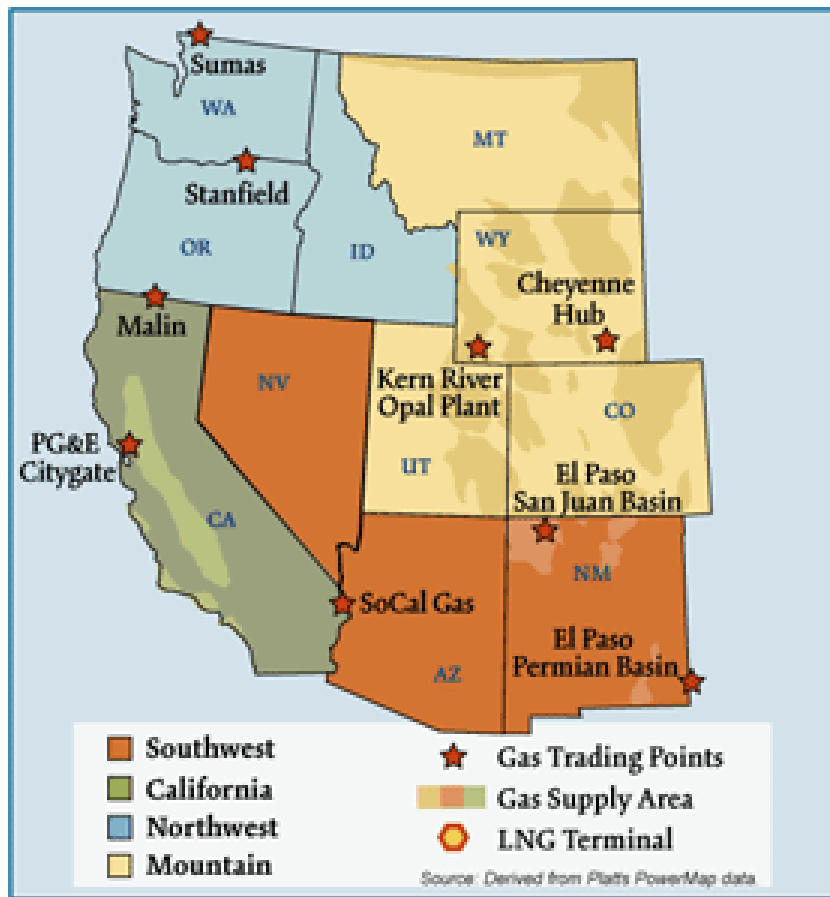 Sumas
WA
MT
Stanfield
OR
ID
WY
Cheyenne
Hub
Malin
NV
Kern River
Opal Plant
CO
PG&E
Citygate
UT
El Paso
San Juan Basin
CA
NM
SoCal Gas
El Paso
Permian Basin
AZ
Southwest
California
Northwest
Mountain
Gas Trading Points
Gas Supply Area
LNG Terminal
Source: Derived from Platts PowerMap data.